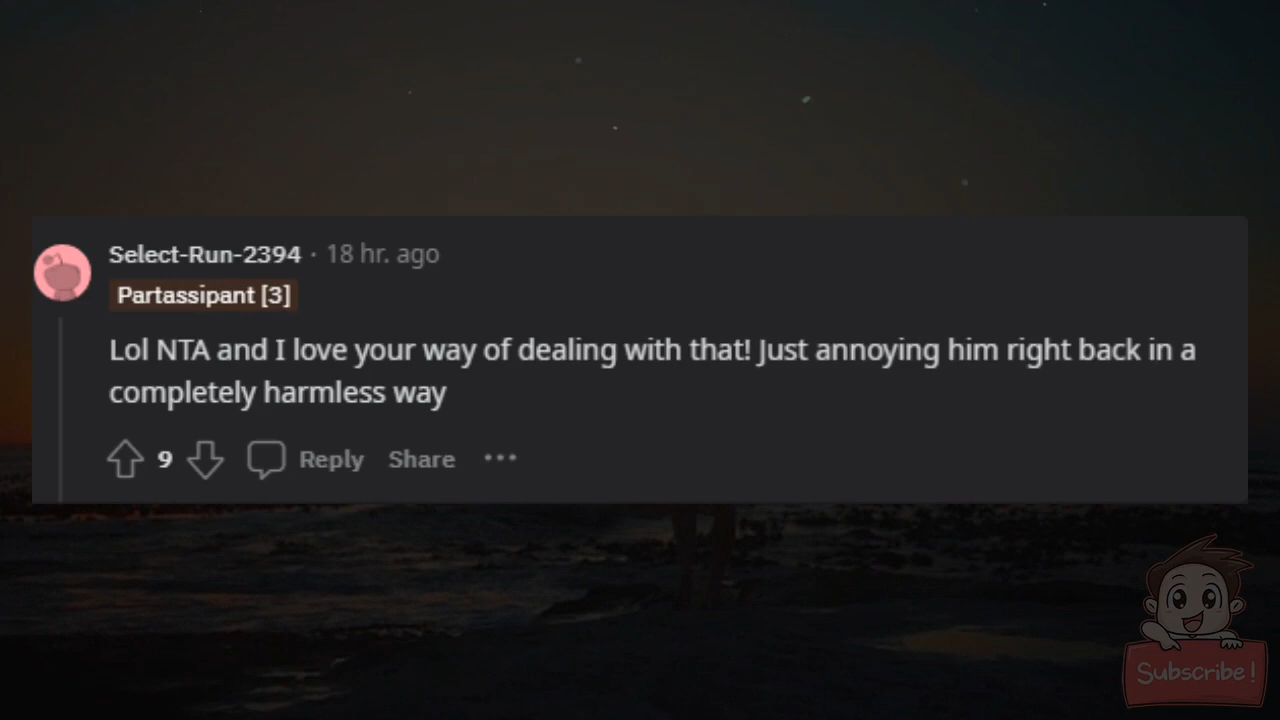 Select-Run-2394 · 18 hr. ago
Partassipant [3]
Lol NTA and I love your way of dealing with that! Just annoying him right back in a
completely harmless way
9 Reply Share ···
Subscribe!